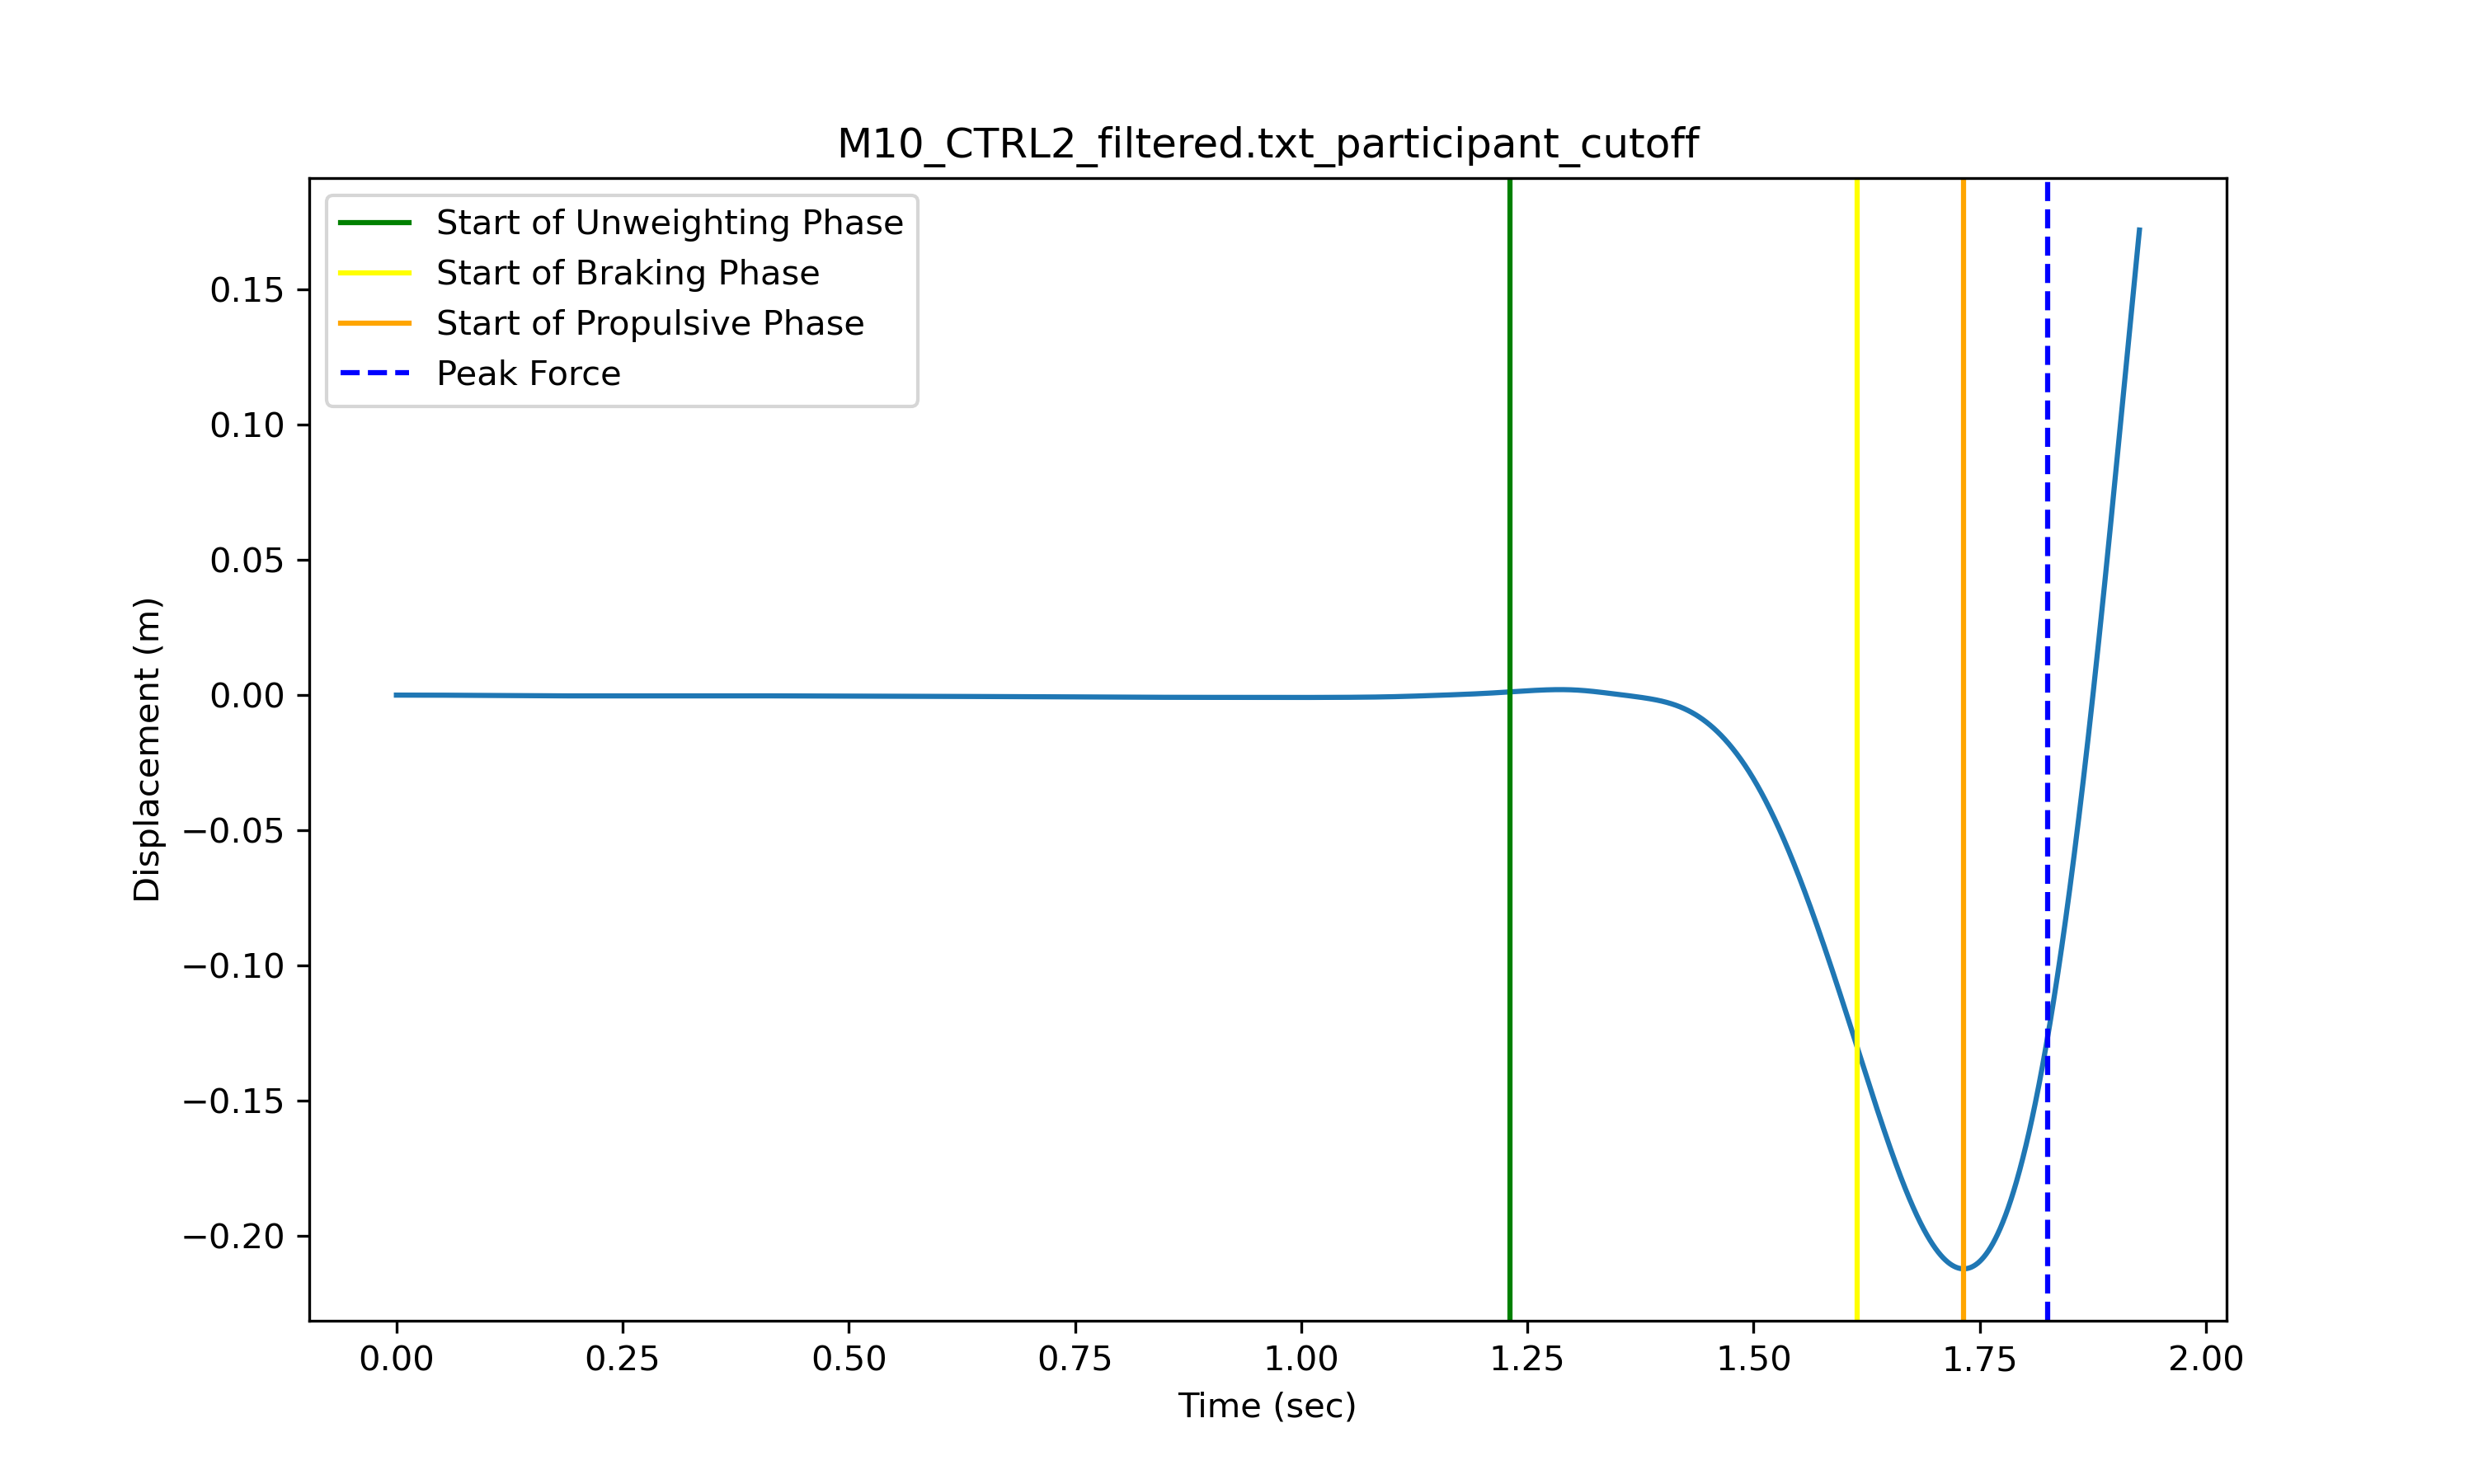 M10_CTRL2_filtered.txt_participant_cutoff
Start of Unweighting Phase
Start of Braking Phase
Start of Propulsive Phase
Peak Force
Displacement (m)
0.15
0.10
0.05
0.00
−0.05
−0.10
−0.15
−0.20
0.00 0.25 0.50 0.75 1.00 1.25 1.50 1.75 2.00
Time (sec)